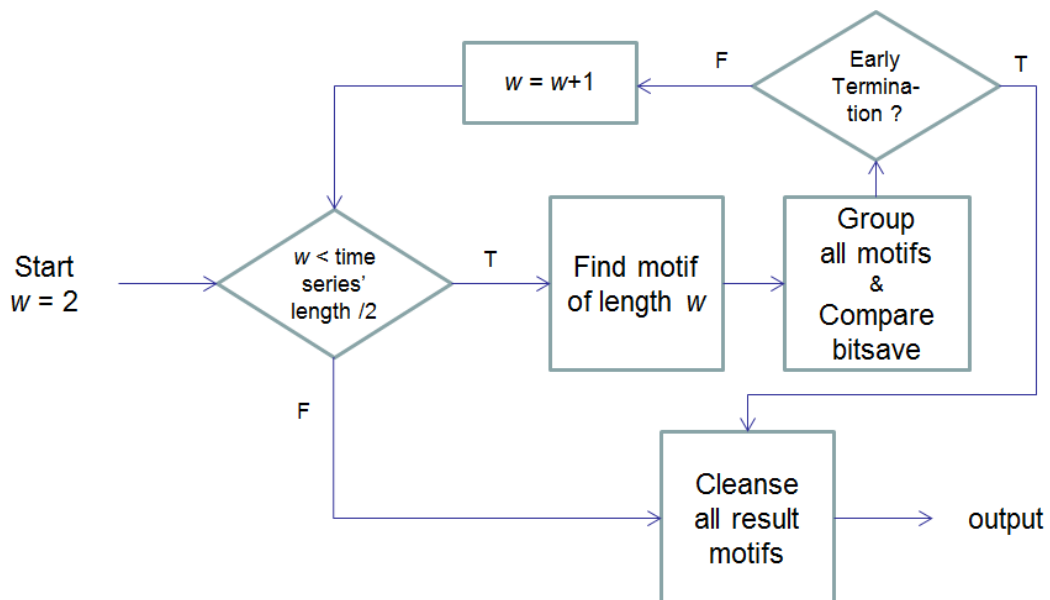 Start
w = 2
w < time
series'
length /2
T
F
Find motif
of length w
Group
all motifs
&
Compare
bitsave
Early
Termina-
tion ?
F
T
w = w+1
Cleanse
all result
motifs
output